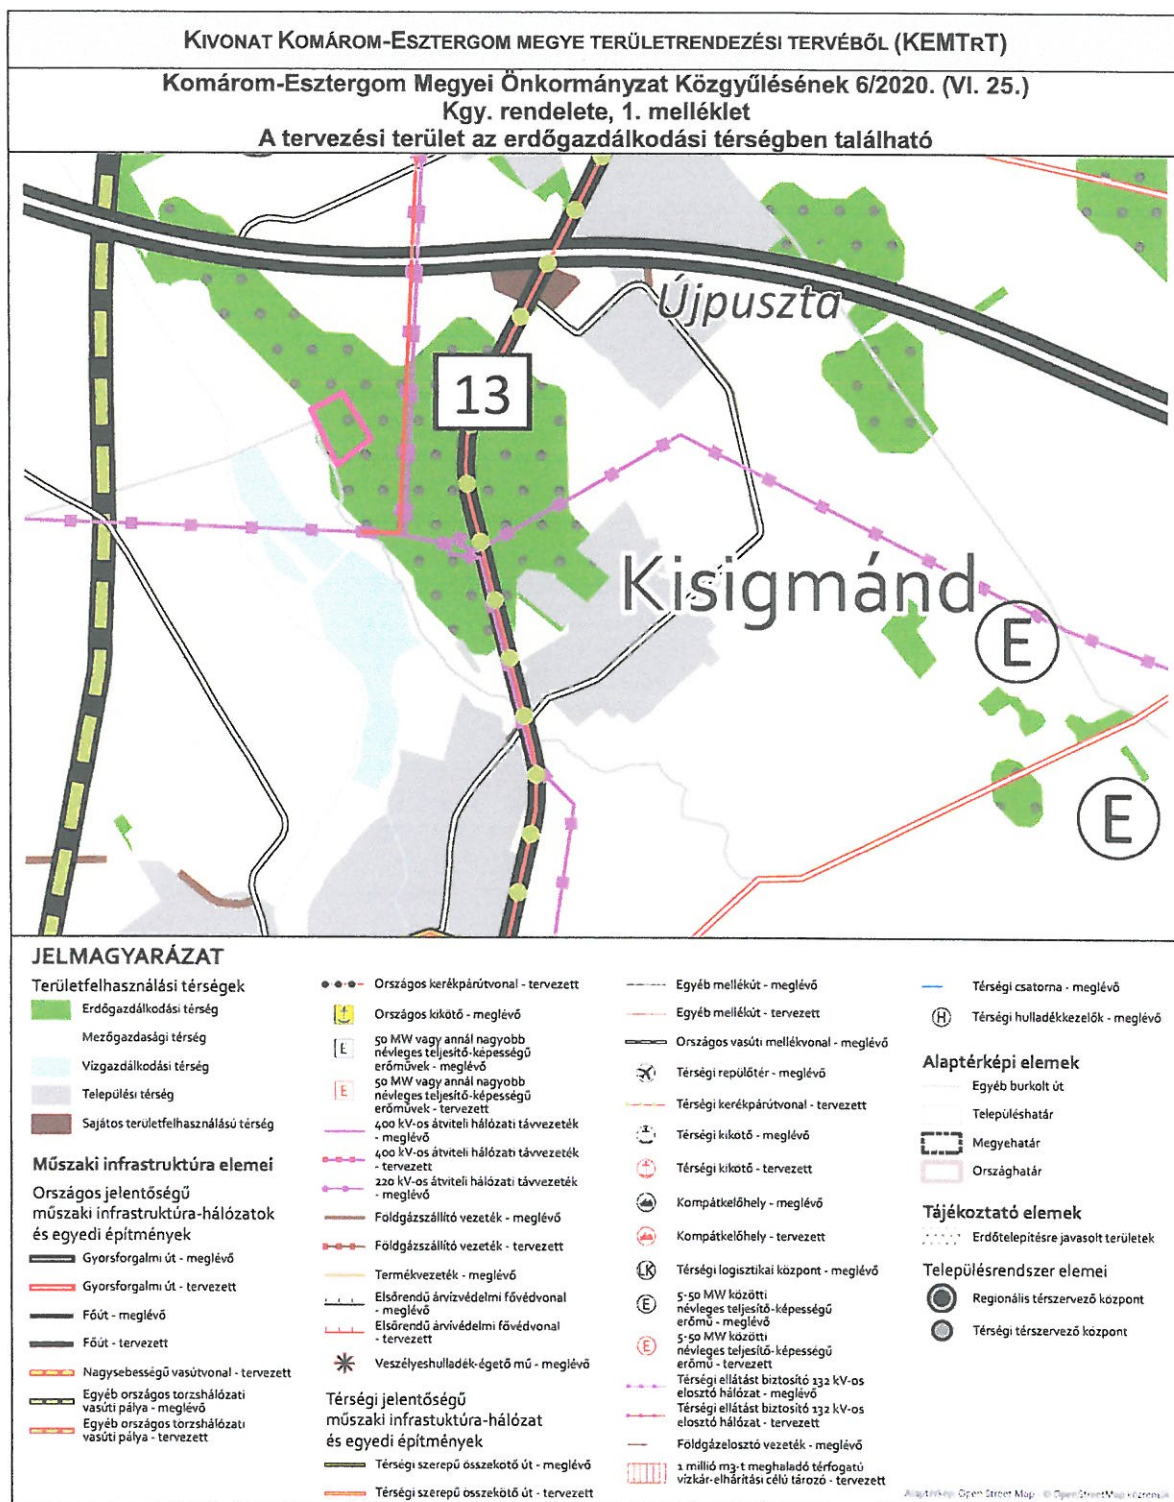 KIVONAT KOMÁROM-ESZTERGOM MEGYE TERÜLETRENDEZÉSI TERVÉBŐL (KEMTRT)
Komárom-Esztergom Megyei Önkormányzat Közgyűlésének 6/2020. (VI. 25.)
Kgy. rendelete, 1. melléklet
A tervezési terület az erdőgazdálkodási térségben található
Újpuszta
13
Kisigmánd
E
E
JELMAGYARÁZAT
Területfelhasználási térségek
Erdőgazdálkodási térség
Mezőgazdasági térség
Vízgazdálkodási térség
Települési térség
Sajátos területfelhasználású térség
Műszaki infrastruktúra elemei
Országos jelentőségű
műszaki infrastruktúra-hálózatok
és egyedi építmények
Gyorsforgalmi út - meglévő
Gyorsforgalmi út - tervezett
Főút - meglévő
Főút - tervezett
Nagysebességű vasútvonal - tervezett
Egyéb országos törzshálózati
vasúti pálya - meglévő
Egyéb országos törzshálózati
vasúti pálya - tervezett
Országos kerékpárútvonal - tervezett
Országos kikötő - meglévő
E
50 MW vagy annál nagyobb
névleges teljesítő-képességű
erőművek - meglévő
E
50 MW vagy annál nagyobb
névleges teljesítő-képességű
erőművek - tervezett
400 kV-os átviteli hálózati távvezeték
- meglévő
400 kV-os átviteli hálózati távvezeték
- tervezett
220 kV-os átviteli hálózati távvezeték
- meglévő
Földgázszállító vezeték - meglévő
Földgázszállító vezeték - tervezett
Termékvezeték - meglévő
Elsőrendű árvízvédelmi fővédvonal
- meglévő
Elsőrendű árvívédelmi fővédvonal
- tervezett
Veszélyeshulladék-égető mű - meglévő
Térségi jelentőségű
műszaki infrastuktúra-hálózat
és egyedi építmények
Térségi szerepű összekötő út - meglévő
Térségi szerepű összekötő út - tervezett
Egyéb mellékút - meglévő
Egyéb mellékút - tervezett
Országos vasúti mellékvonal - meglévő
Térségi repülőtér - meglévő
Térségi kerékpárútvonal - tervezett
Térségi kikötő - meglévő
Térségi kikötő - tervezett
Kompátkelőhely - meglévő
Kompátkelőhely - tervezett
LK Térségi logisztikai központ - meglévő
E
5-50 MW közötti
névleges teljesítő-képességű
erőmű - meglévő
E
5-50 MW közötti
névleges teljesítő-képességű
erőmű - tervezett
Térségi ellátást biztosító 132 kV-os
elosztó hálózat - meglévő
Térségi ellátást biztosító 132 kV-os
elosztó hálózat - tervezett
Földgázelosztó vezeték - meglévő
1 millió m3-t meghaladó térfogatú
vízkár-elhárítási célú tározó - tervezett
Térségi csatorna - meglévő
H Térségi hulladékkezelők - meglévő
Alaptérképi elemek
Egyéb burkolt út
Településhatár
Megyehatár
Országhatár
Tájékoztató elemek
Erdőtelepítésre javasolt területek
Településrendszer elemei
Regionális térszervező központ
Térségi térszervező központ
Alaptérkép: Open Street Map - © OpenStreetMap